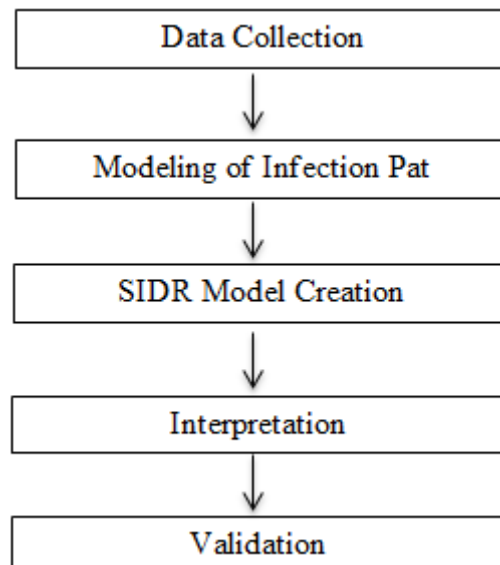 Data Collection
Modeling of Infection Pat
SIDR Model Creation
Interpretation
Validation